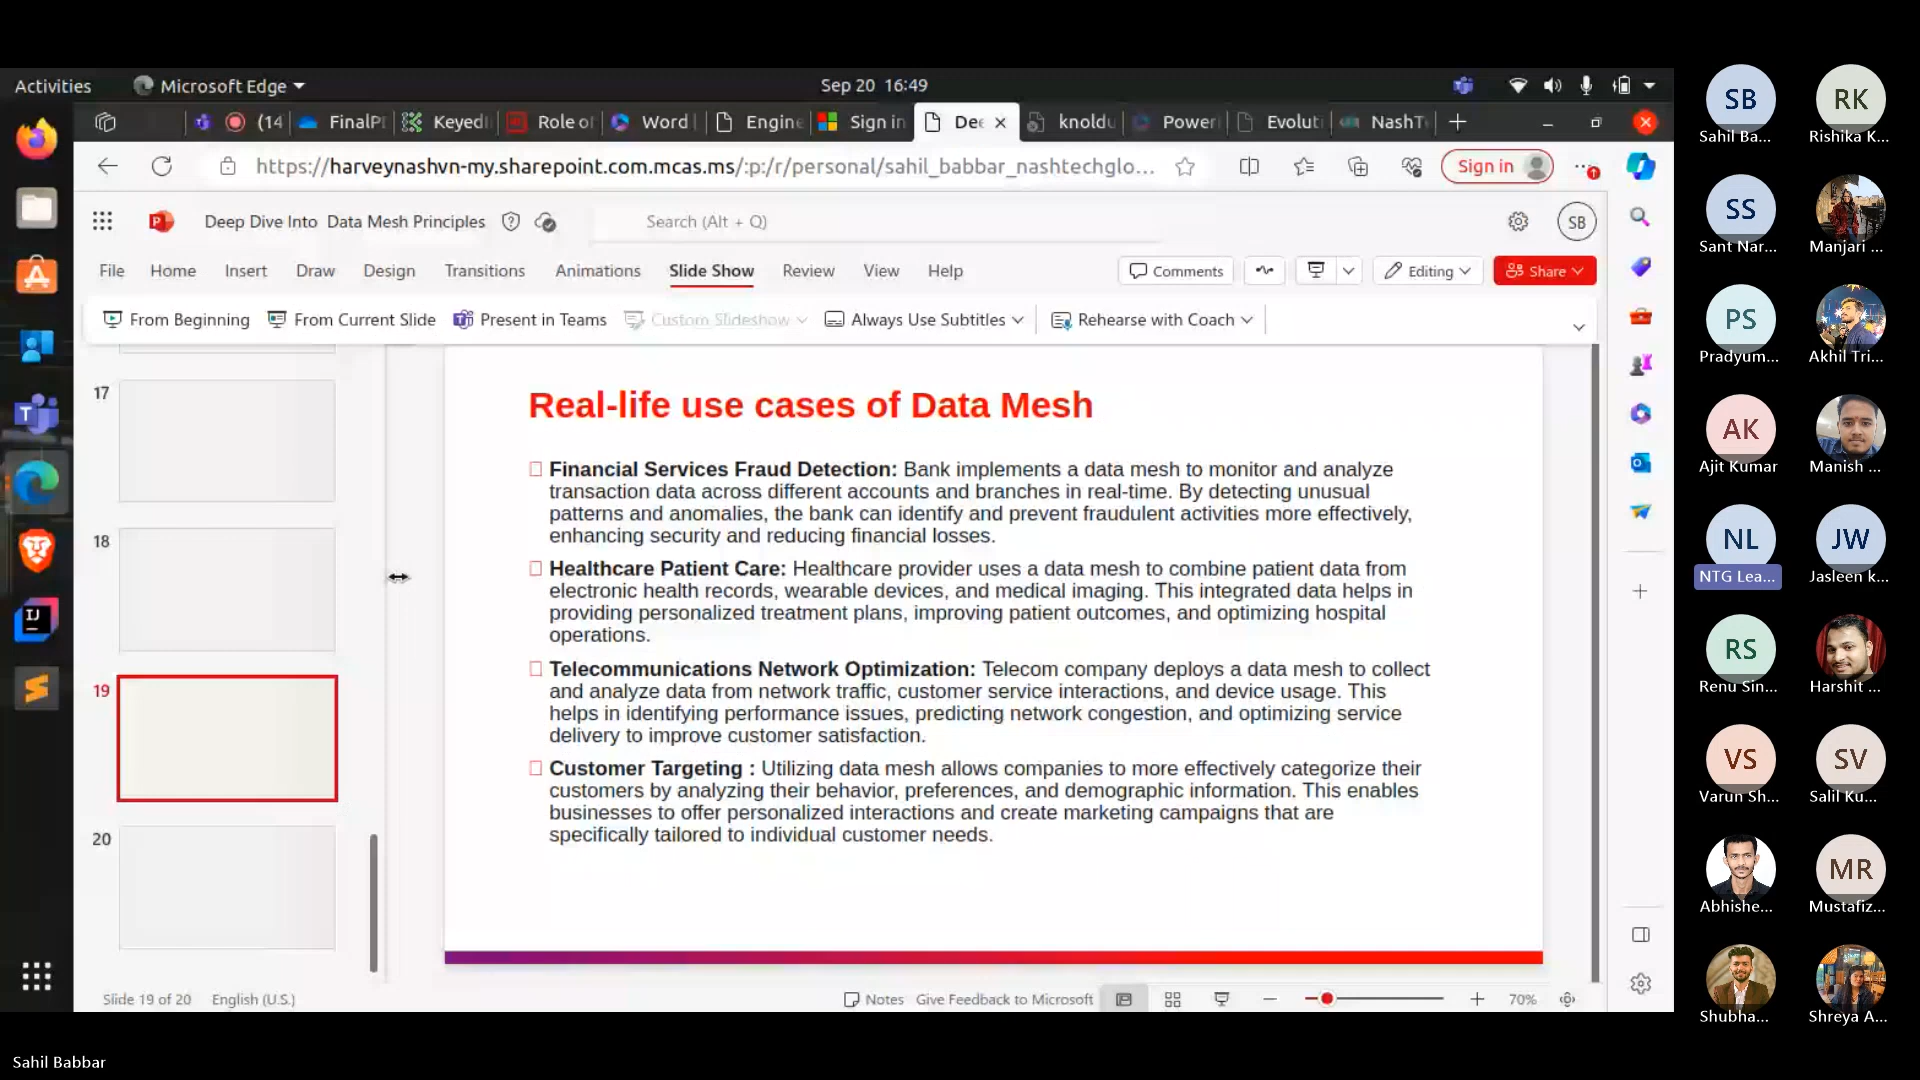 Activities
Microsoft Edge
Sep 20 16:49
(14
FinalP
Keyed
Role o
Word
Engin
Sign in
De
knold
Power
Evolut
NashT
https://harveynashvn-my.sharepoint.com.mcas.ms/:p:/r/personal/sahil_babbar_nashtechglo...
Sign in
Deep Dive Into Data Mesh Principles
Search (Alt + Q)
SB
File
Home
Insert
Draw
Design
Transitions
Animations
Slide Show
Review
View
Help
Comments
Editing
Share
From Beginning
From Current Slide
Present in Teams
Custom Slideshow
Always Use Subtitles
Rehearse with Coach
17
18
19
20
Real-life use cases of Data Mesh
Financial Services Fraud Detection: Bank implements a data mesh to monitor and analyze
transaction data across different accounts and branches in real-time. By detecting unusual
patterns and anomalies, the bank can identify and prevent fraudulent activities more effectively,
enhancing security and reducing financial losses.
Healthcare Patient Care: Healthcare provider uses a data mesh to combine patient data from
electronic health records, wearable devices, and medical imaging. This integrated data helps in
providing personalized treatment plans, improving patient outcomes, and optimizing hospital
operations.
Telecommunications Network Optimization: Telecom company deploys a data mesh to collect
and analyze data from network traffic, customer service interactions, and device usage. This
helps in identifying performance issues, predicting network congestion, and optimizing service
delivery to improve customer satisfaction.
Customer Targeting : Utilizing data mesh allows companies to more effectively categorize their
customers by analyzing their behavior, preferences, and demographic information. This enables
businesses to offer personalized interactions and create marketing campaigns that are
specifically tailored to individual customer needs.
Slide 19 of 20
English (U.S.)
Notes
Give Feedback to Microsoft
70%
Sahil Babbar
SB
Sahil Ba...
RK
Rishika K...
SS
Sant Nar...
Manjari ...
PS
Pradyum...
Akhil Tri...
AK
Ajit Kumar
Manish ...
NL
NTG Lea...
JW
Jasleen k...
RS
Renu Sin...
Harshit ...
VS
Varun Sh...
SV
Salil Ku...
Abhishe...
MR
Mustafiz...
Shubha...
Shreya A...